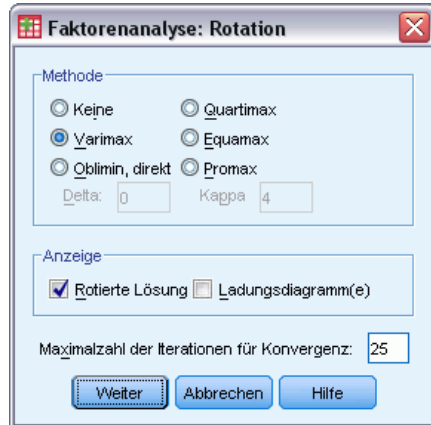 Faktorenanalyse: Rotation
Methode
Keine Quartimax
Varimax Equamax
Oblimin, direkt Promax
Delta: 0 Kappa 4
Anzeige
Rotierte Lösung Ladungsdiagramm(e)
Maximalzahl der Iterationen für Konvergenz: 25
Weiter Abbrechen Hilfe